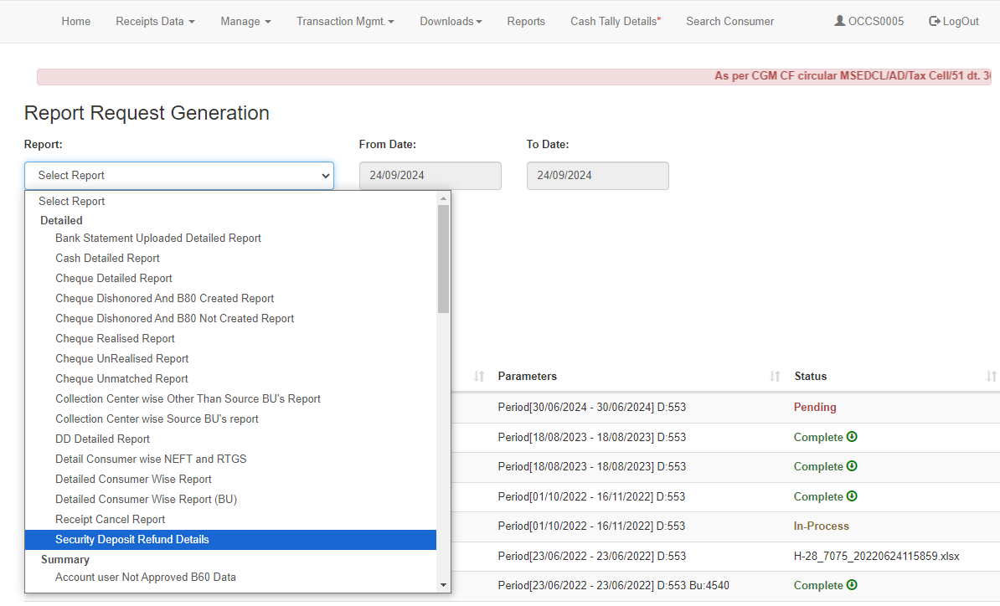 Home Receipts Data Manage Transaction Mgmt. Downloads Reports Cash Tally Details* Search Consumer OCCS0005 LogOut
As per CGM CF circular MSEDCL/AD/Tax Cell/51 dt.
Report Request Generation
Report: From Date: To Date:
Select Report 24/09/2024 24/09/2024
Select Report
Detailed
Bank Statement Uploaded Detailed Report
Cash Detailed Report
Cheque Detailed Report
Cheque Dishonored And B80 Created Report
Cheque Dishonored And B80 Not Created Report
Cheque Realised Report
Cheque UnRealised Report
Cheque Unmatched Report
Collection Center wise Other Than Source BU's Report
Collection Center wise Source BU's report
DD Detailed Report
Detail Consumer wise NEFT and RTGS
Detailed Consumer Wise Report
Detailed Consumer Wise Report (BU)
Receipt Cancel Report
Security Deposit Refund Details
Summary
Account user Not Approved B60 Data
Parameters Status
Period[30/06/2024 - 30/06/2024] D:553 Pending
Period[18/08/2023 - 18/08/2023] D:553 Complete
Period[18/08/2023 - 18/08/2023] D:553 Complete
Period[01/10/2022 - 16/11/2022] D:553 Complete
Period[01/10/2022 - 16/11/2022] D:553 In-Process
Period[23/06/2022 - 23/06/2022] D:553 H-28_7075_20220624115859.xlsx
Period[23/06/2022 - 23/06/2022] D:553 Bu:4540 Complete